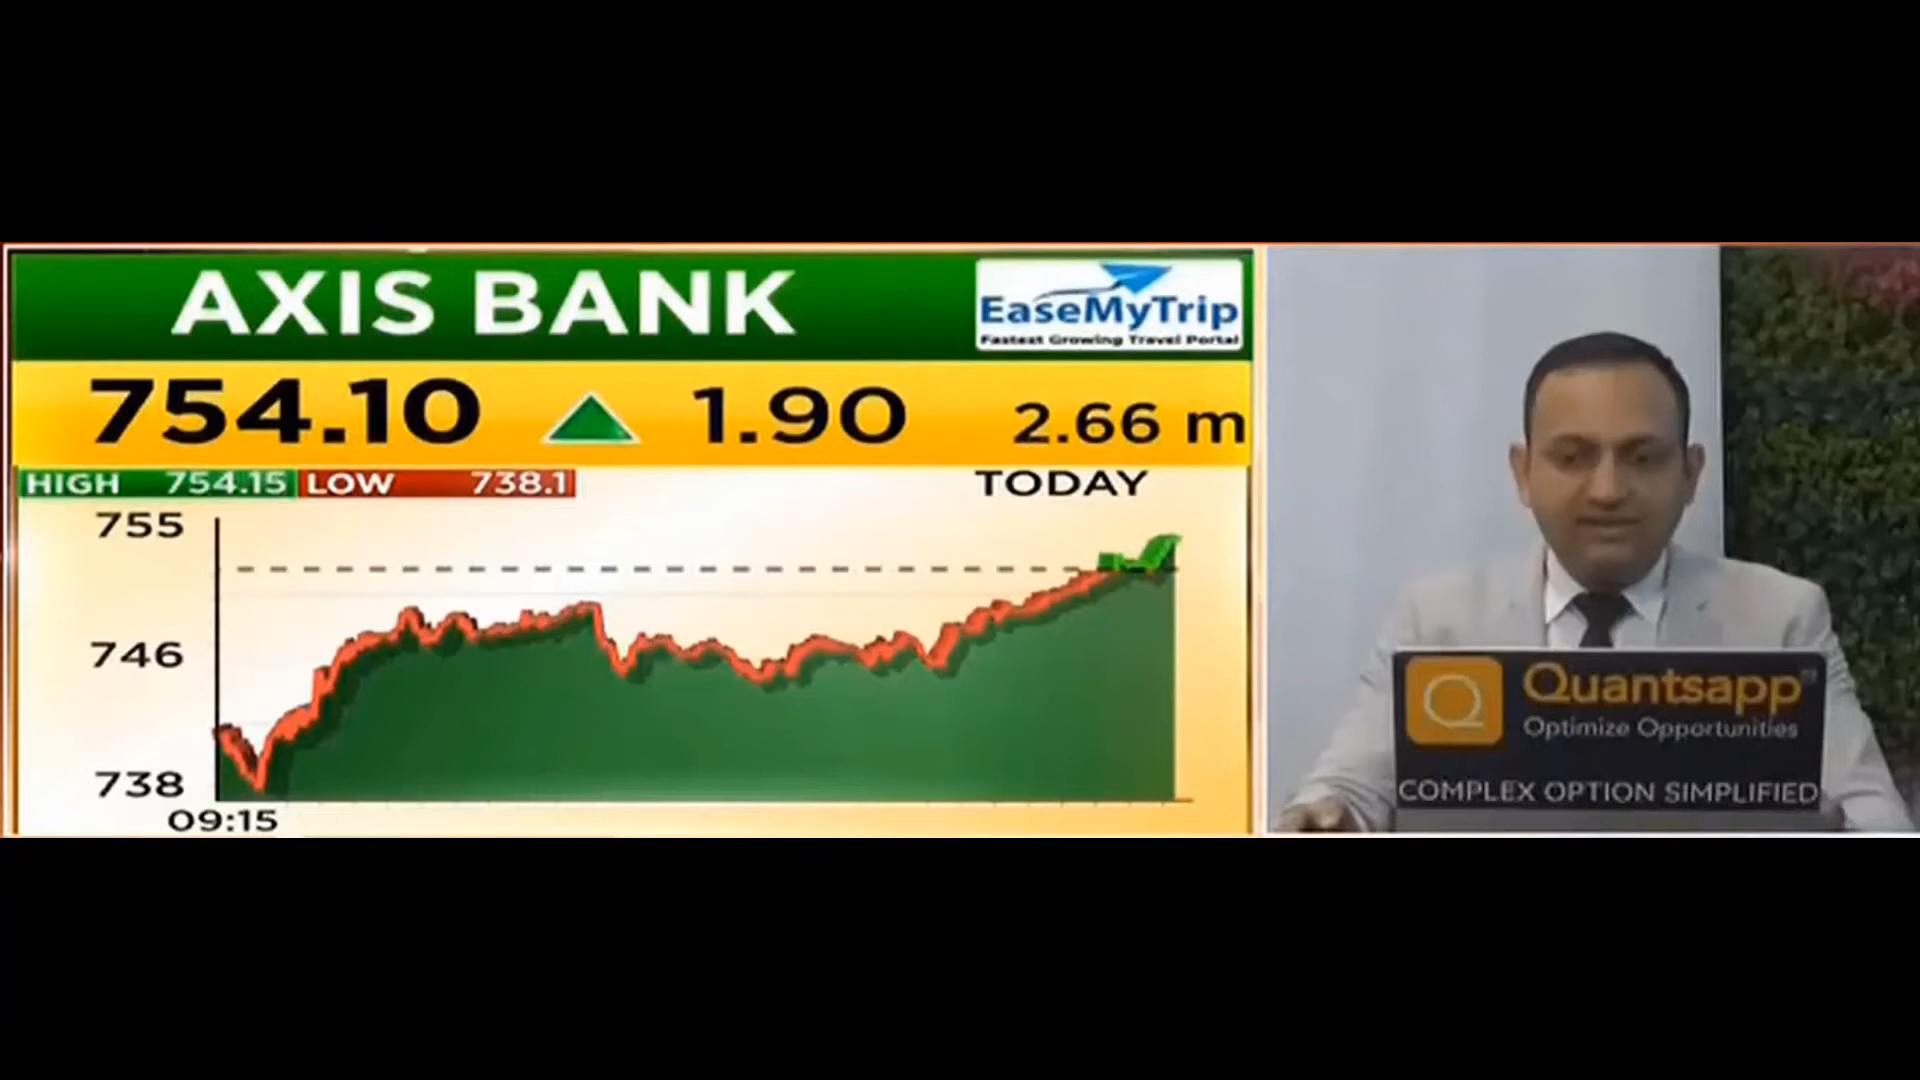 AXIS BANK
EaseMyTrip
Fastest Growing Travel Portal
754.10 1.90 2.66 m
HIGH 754.15 LOW 738.1 TODAY
755
746
738
09:15
Q Quantsapp
Optimize Opportunities
COMPLEX OPTION SIMPLIFIED